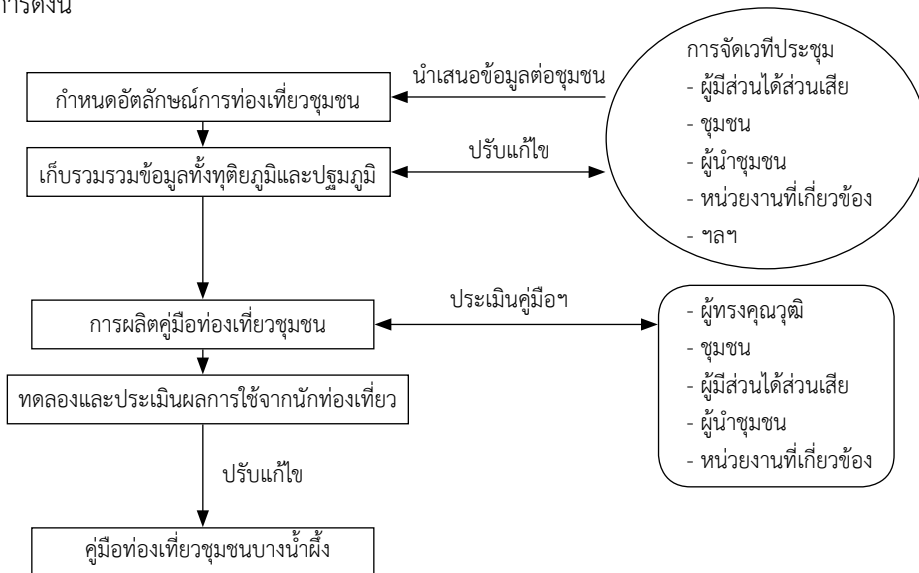 การดังนี้
การจัดเวทีประชุม
- ผู้มีส่วนได้ส่วนเสีย
- ชุมชน
- ผู้นำชุมชน
- หน่วยงานที่เกี่ยวข้อง
- ฯลฯ
นำเสนอข้อมูลต่อชุมชน
กำหนดอัตลักษณ์การท่องเที่ยวชุมชน
ปรับแก้ไข
เก็บรวมรวมข้อมูลทั้งทุติยภูมิและปฐมภูมิ
ประเมินคู่มือฯ
การผลิตคู่มือท่องเที่ยวชุมชน
- ผู้ทรงคุณวุฒิ
- ชุมชน
- ผู้มีส่วนได้ส่วนเสีย
- ผู้นำชุมชน
- หน่วยงานที่เกี่ยวข้อง
ทดลองและประเมินผลการใช้จากนักท่องเที่ยว
ปรับแก้ไข
คู่มือท่องเที่ยวชุมชนบางน้ำผึ้ง